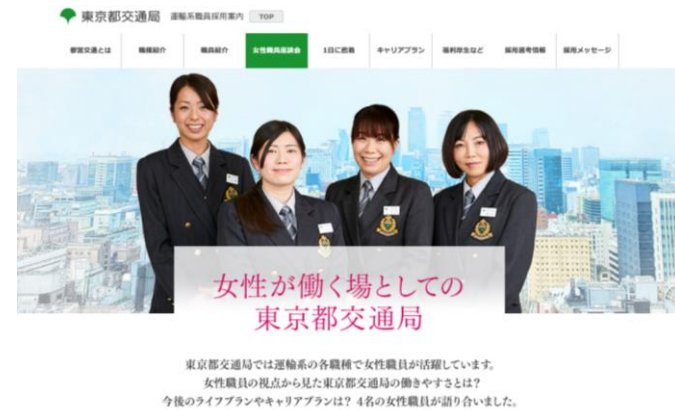 東京都交通局 運輸系職員採用案内 TOP
都営交通とは 職種紹介 職員紹介 女性職員座談会 1日に密着 キャリアプラン 福利厚生など 採用選考情報 採用メッセージ
女性が働く場としての
東京都交通局
東京都交通局では運輸系の各職種で女性職員が活躍しています。
女性職員の視点から見た東京都交通局の働きやすさとは?
今後のライフプランやキャリアプランは? 4名の女性職員が語り合いました。